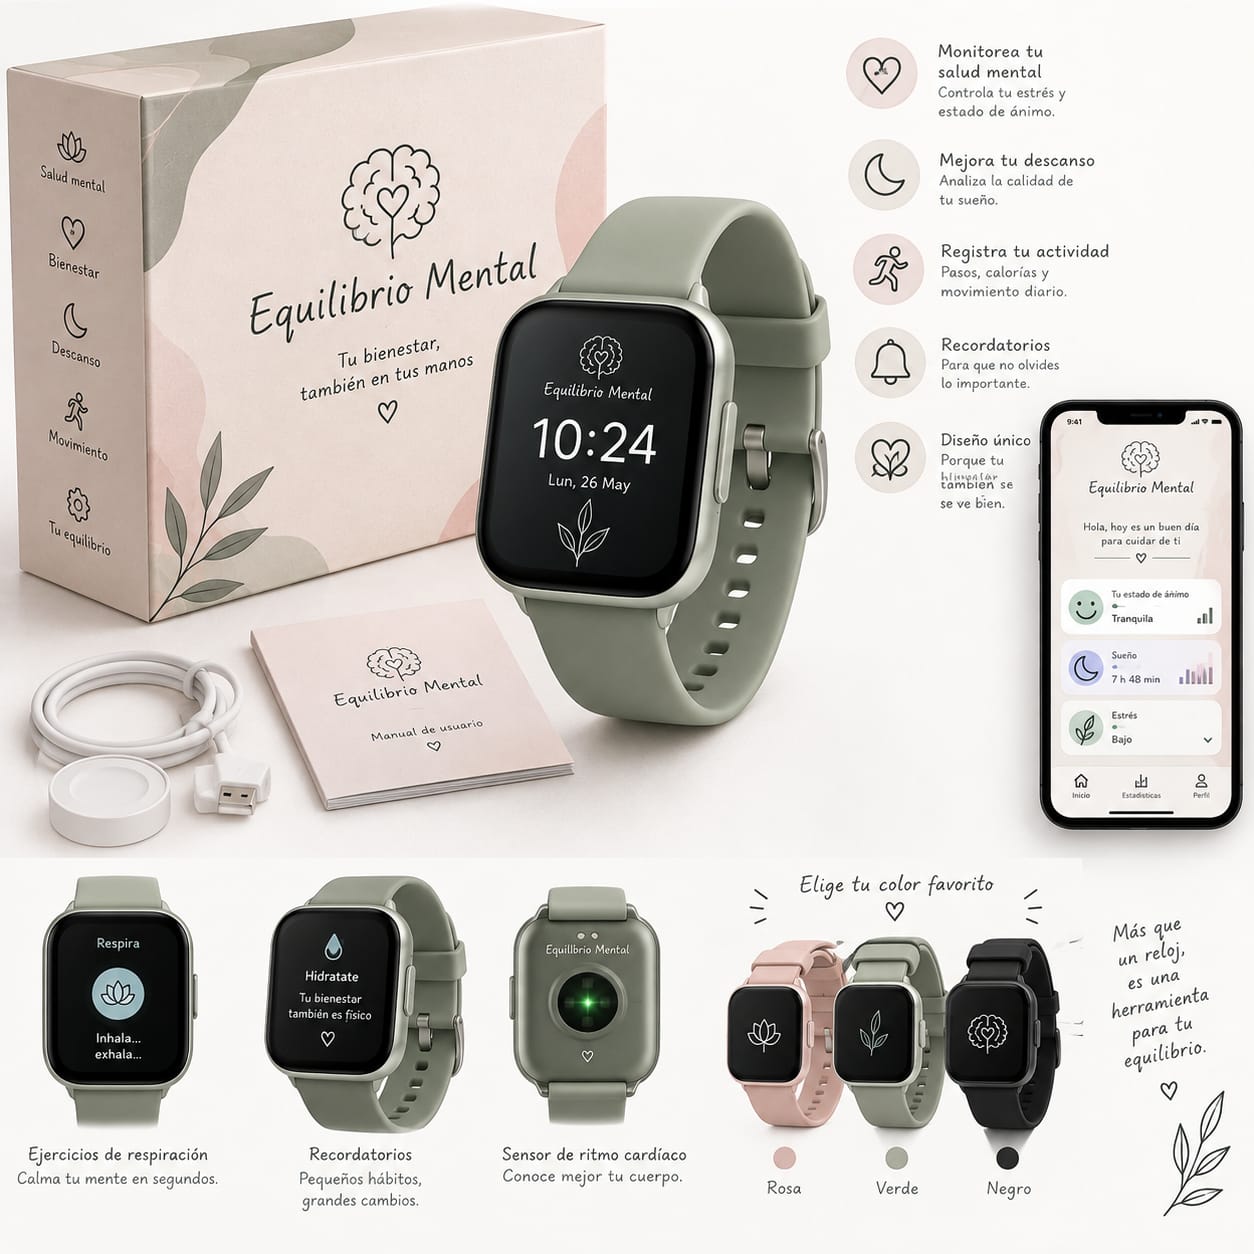 Salud mental
Bienestar
Descanso
Movimiento
Tu equilibrio
Equilibrio Mental
Tu bienestar,
también en tus manos
Equilibrio Mental
10:24
Lun, 26 May
Equilibrio Mental
Manual de usuario
Monitorea tu
salud mental
Controla tu estrés y
estado de ánimo.
Mejora tu descanso
Analiza la calidad de
tu sueño.
Registra tu actividad
Pasos, calorías y
movimiento diario.
Recordatorios
Para que no olvides
lo importante.
Diseño único
Porque tu
también se
se ve bien.
9:41
Equilibrio Mental
Hola, hoy es un buen día
para cuidar de ti
Tu estado de ánimo
Tranquila
Sueño
7 h 48 min
Estrés
Bajo
Inicio
Estadísticas
Perfil
Respira
Inhala...
exhala...
Ejercicios de respiración
Calma tu mente en segundos.
Hidratate
Tu bienestar
también es físico
Recordatorios
Pequeños hábitos,
grandes cambios.
Equilibrio Mental
Sensor de ritmo cardíaco
Conoce mejor tu cuerpo.
Elige tu color favorito
Rosa
Verde
Negro
Más que
un reloj,
es una
herramienta
para tu
equilibrio.